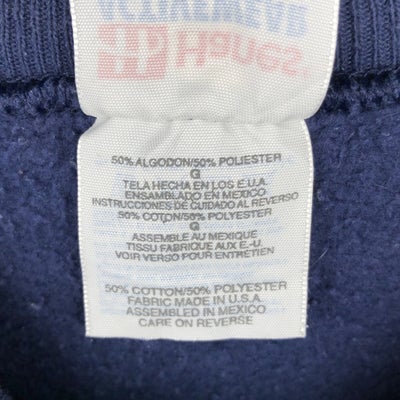 ACTIVEWEAR
Hanes
50% ALGODON/50% POLIESTER
G
TELA HECHA EN LOS E.U.A.
ENSAMBLADO EN MEXICO
INSTRUCCIONES DE CUIDADO AL REVERSO
50% COTON/50% POLYESTER
G
ASSEMBLE AU MEXIQUE
TISSU FABRIQUE AUX E.-U.
VOIR VERSO POUR ENTRETIEN
50% COTTON/50% POLYESTER
FABRIC MADE IN U.S.A.
ASSEMBLED IN MEXICO
CARE ON REVERSE